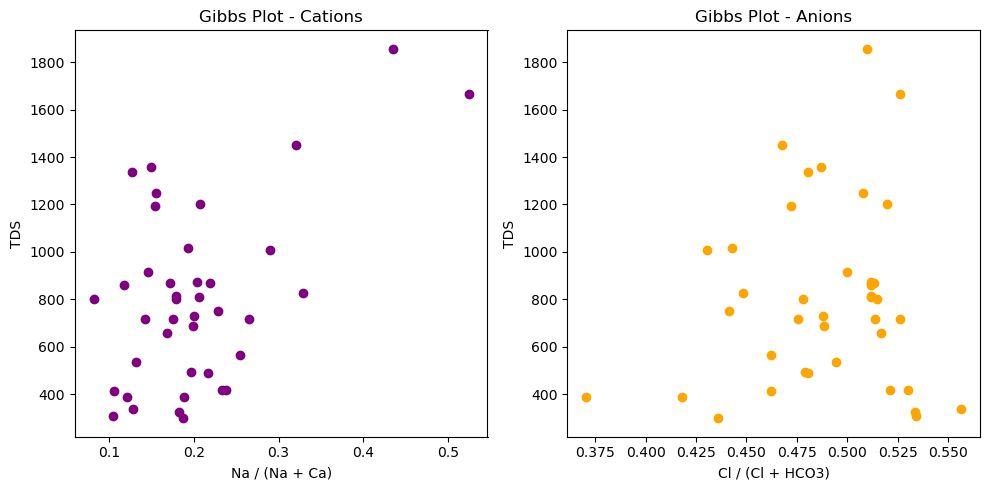 Gibbs Plot - Cations
TDS
1800
1600
1400
1200
1000
800
600
400
0.1 0.2 0.3 0.4 0.5
Na / (Na + Ca)
Gibbs Plot - Anions
TDS
1800
1600
1400
1200
1000
800
600
400
0.375 0.400 0.425 0.450 0.475 0.500 0.525 0.550
Cl / (Cl + HCO3)